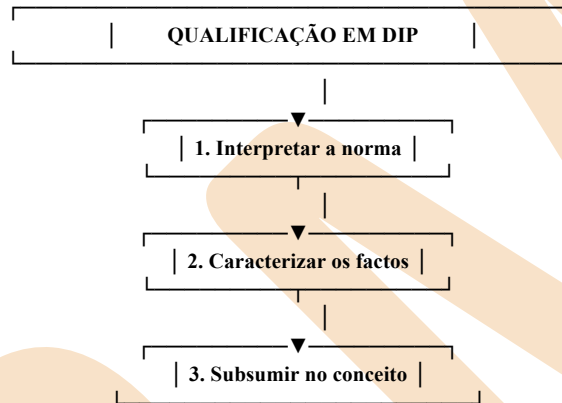 QUALIFICAÇÃO EM DIP
1. Interpretar a norma
2. Caracterizar os factos
3. Subsumir no conceito